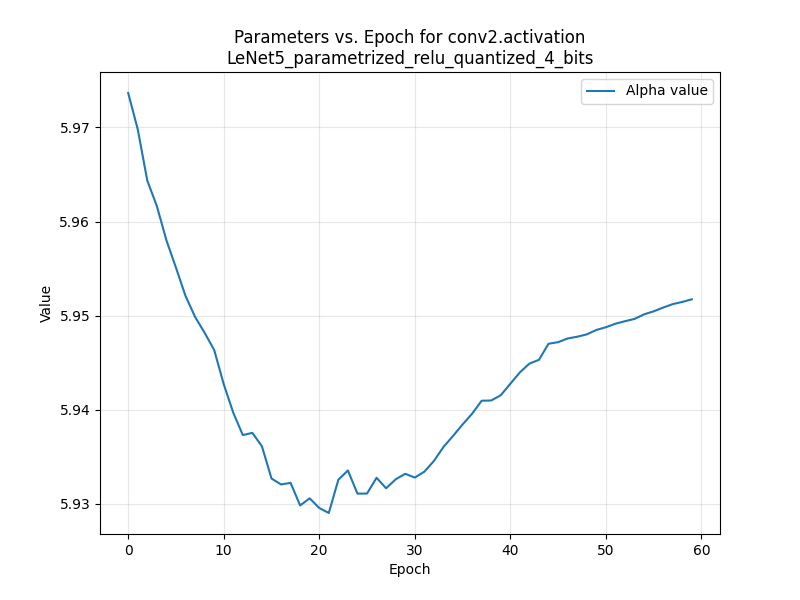 Parameters vs. Epoch for conv2.activation
LeNet5_parametrized_relu_quantized_4_bits
Alpha value
5.97
5.96
5.95
5.94
5.93
Value
0 10 20 30 40 50 60
Epoch